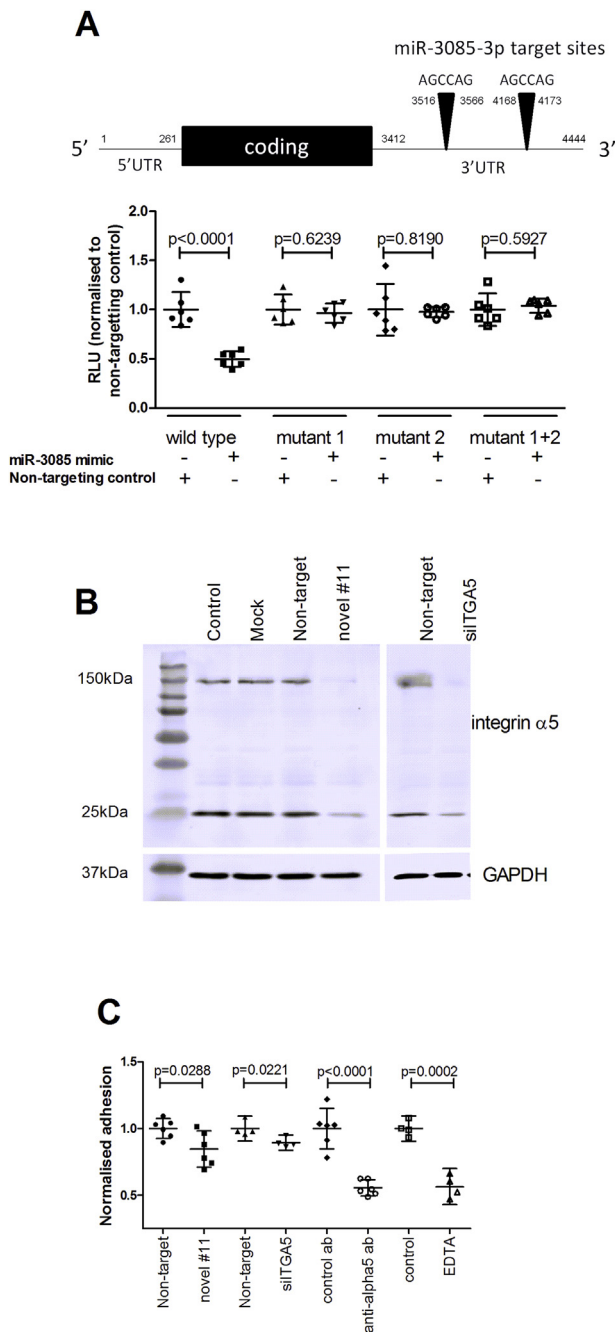 A
miR-3085-3p target sites
AGCCAG AGCCAG
3516 3566 4168 4173
5' 1 261 coding 3412 4444 3'
5'UTR 3'UTR
RLU (normalised to
non-targetting control)
2.0
1.5
1.0
0.5
0.0
p<0.0001 p=0.6239 p=0.8190 p=0.5927
wild type mutant 1 mutant 2 mutant 1+2
miR-3085 mimic - + - + - + - +
Non-targeting control + - + - + - + -
B
Control Mock Non-target novel #11 Non-target siITGA5
150kDa
integrin α5
25kDa
37kDa GAPDH
C
Normalised adhesion
1.5
1.0
0.5
p=0.0288 p=0.0221 p<0.0001 p=0.0002
Non-target novel #11 Non-target siITGA5 control ab anti-alpha5 ab control EDTA